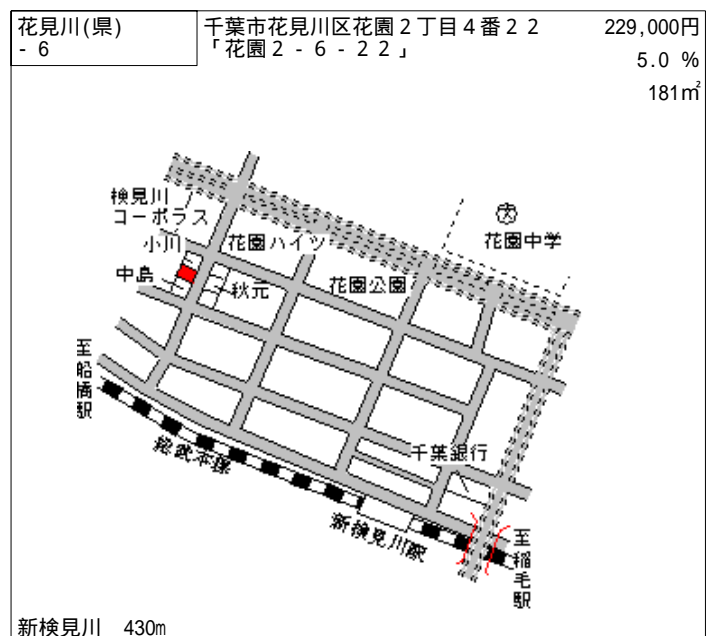 花見川(県)
- 6
千葉市花見川区花園２丁目４番２２
「花園２-６-２２」
229,000円
5.0 %
181㎡
検見川
コーポラス
小川
花園ハイツ
中島
秋元
花園公園
文
花園中学
至船橋駅
総武本線
千葉銀行
新検見川駅
至稲毛駅
新検見川 430m